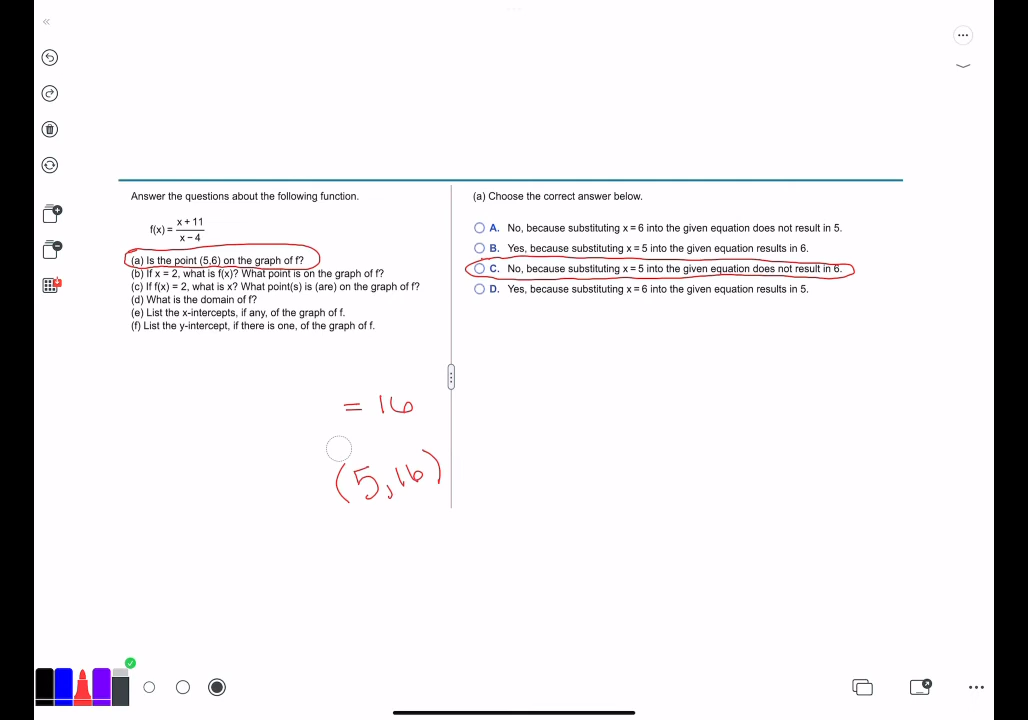 Answer the questions about the following function.
f(x) = x + 11 / x − 4
(a) Is the point (5,6) on the graph of f?
(b) If x = 2, what is f(x)? What point is on the graph of f?
(c) If f(x) = 2, what is x? What point(s) is (are) on the graph of f?
(d) What is the domain of f?
(e) List the x-intercepts, if any, of the graph of f.
(f) List the y-intercept, if there is one, of the graph of f.
= 16
(5,16)
(a) Choose the correct answer below.
A. No, because substituting x = 6 into the given equation does not result in 5.
B. Yes, because substituting x = 5 into the given equation results in 6.
C. No, because substituting x = 5 into the given equation does not result in 6.
D. Yes, because substituting x = 6 into the given equation results in 5.